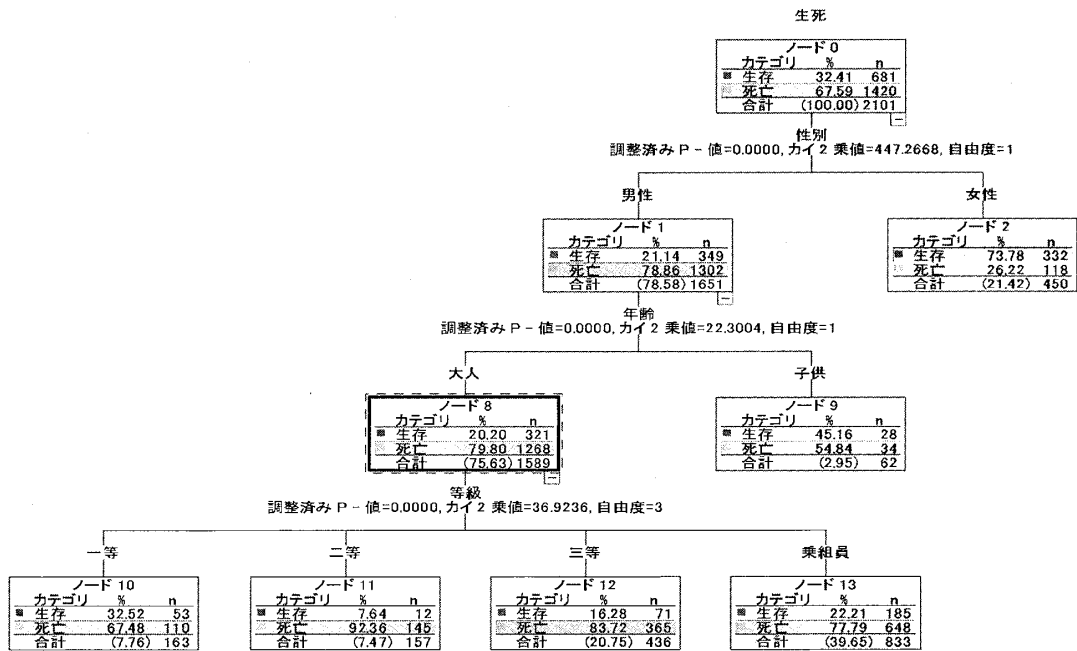 生死
ノード 0
カテゴリ % n
生存 32.41 681
死亡 67.59 1420
合計 (100.00) 2101
性別
調整済み P - 値=0.0000, カイ2 乗値=447.2668, 自由度=1
男性
女性
ノード 1
カテゴリ % n
生存 21.14 349
死亡 78.86 1302
合計 (78.58) 1651
ノード 2
カテゴリ % n
生存 73.78 332
死亡 26.22 118
合計 (21.42) 450
年齢
調整済み P - 値=0.0000, カイ2 乗値=22.3004, 自由度=1
大人
子供
ノード 8
カテゴリ % n
生存 20.20 321
死亡 79.80 1268
合計 (75.63) 1589
ノード 9
カテゴリ % n
生存 45.16 28
死亡 54.84 34
合計 (2.95) 62
等級
調整済み P - 値=0.0000, カイ2 乗値=36.9236, 自由度=3
一等
二等
三等
乗組員
ノード 10
カテゴリ % n
生存 32.52 53
死亡 67.48 110
合計 (7.76) 163
ノード 11
カテゴリ % n
生存 7.64 12
死亡 92.36 145
合計 (7.47) 157
ノード 12
カテゴリ % n
生存 16.28 71
死亡 83.72 365
合計 (20.75) 436
ノード 13
カテゴリ % n
生存 22.21 185
死亡 77.79 648
合計 (39.65) 833